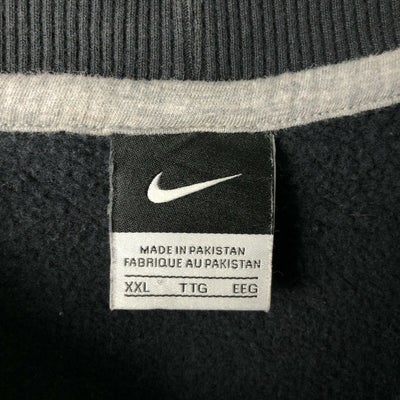 MADE IN PAKISTAN
FABRIQUE AU PAKISTAN
XXL TTG EEG